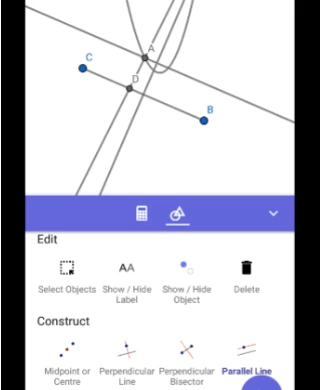 A
C
D
B
Edit
Select Objects Show / Hide Label Show / Hide Object Delete
Construct
Midpoint or Centre Perpendicular Line Perpendicular Bisector Parallel Line